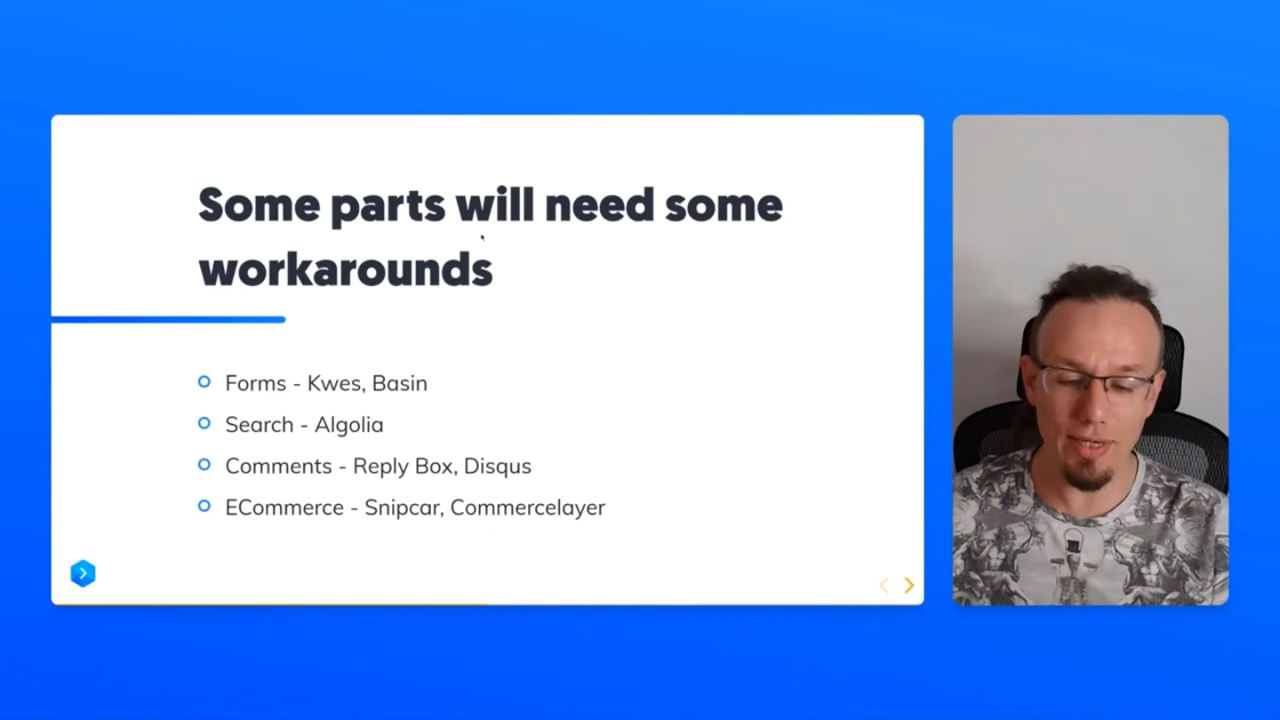 Some parts will need some
workarounds
Forms - Kwes, Basin
Search - Algolia
Comments - Reply Box, Disqus
ECommerce - Snipcar, Commercelayer